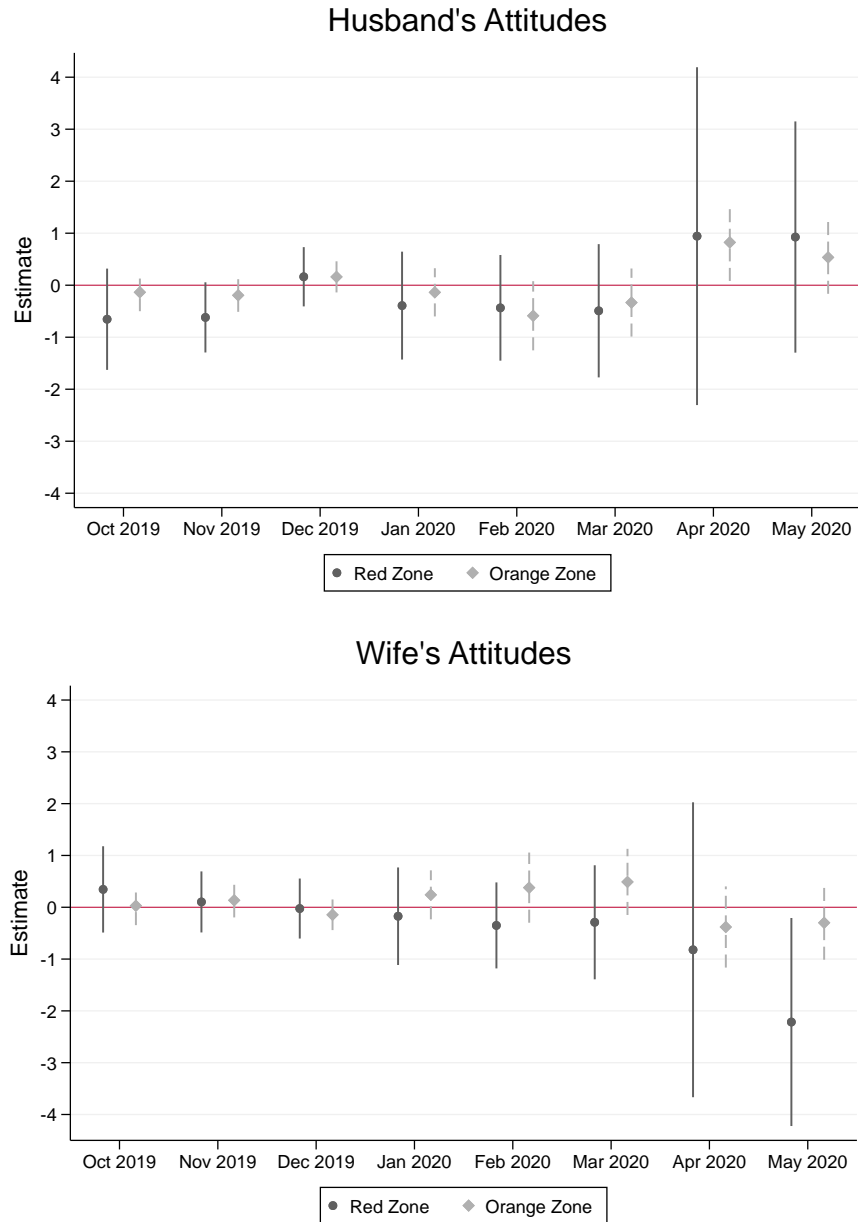 Husband's Attitudes
4
3
2
1
0
-1
-2
-3
-4
Estimate
Oct 2019 Nov 2019 Dec 2019 Jan 2020 Feb 2020 Mar 2020 Apr 2020 May 2020
Red Zone Orange Zone
Wife's Attitudes
4
3
2
1
0
-1
-2
-3
-4
Estimate
Oct 2019 Nov 2019 Dec 2019 Jan 2020 Feb 2020 Mar 2020 Apr 2020 May 2020
Red Zone Orange Zone